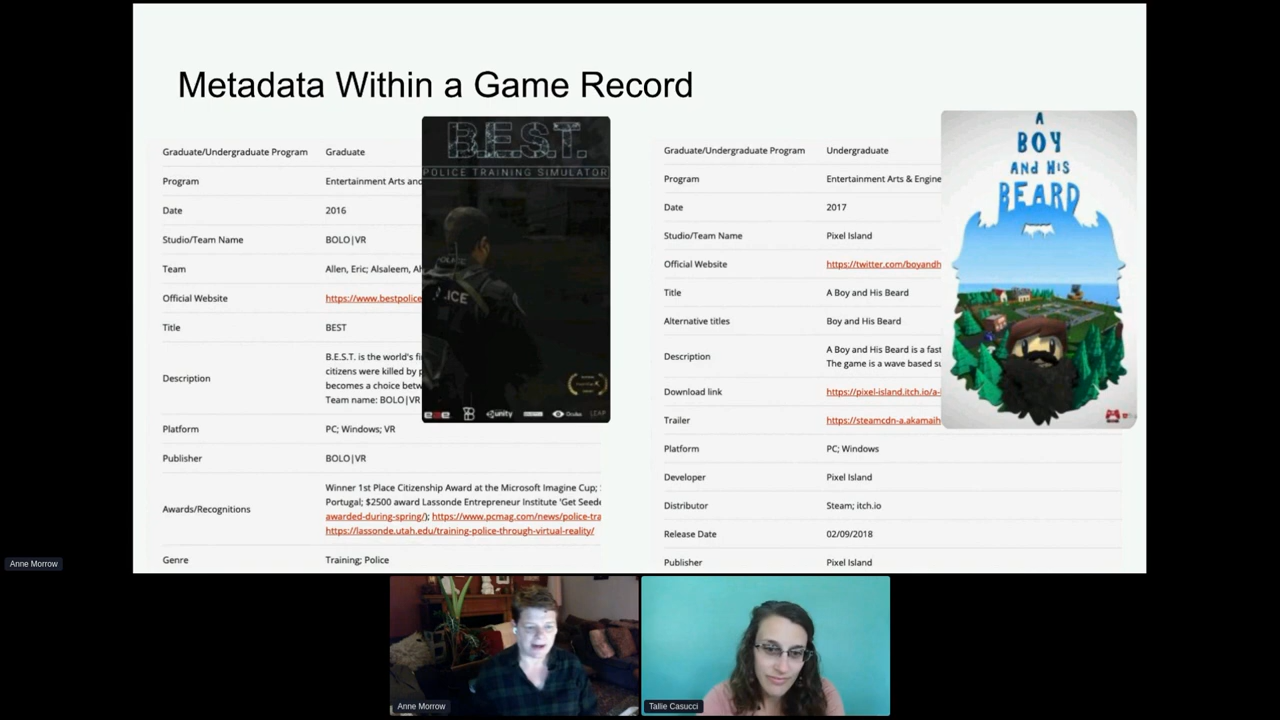 Metadata Within a Game Record
Graduate/Undergraduate Program Graduate
Program Entertainment Arts and
Date 2016
Studio/Team Name BOLO|VR
Team Allen, Eric; Alsaleem, Ah
Official Website https://www.bestpolice
Title BEST
B.E.S.T. is the world's fi
citizens were killed by p
Description
becomes a choice betw
Team name: BOLO|VR
Platform PC; Windows; VR
Publisher BOLO|VR
Winner 1st Place Citizenship Award at the Microsoft Imagine Cup;
Awards/Recognitions
Portugal; $2500 award Lassonde Entrepreneur Institute 'Get Seede
awarded-during-spring/); https://www.pcmag.com/news/police-tra
https://lassonde.utah.edu/training-police-through-virtual-reality/
Genre Training; Police
B.E.S.T.
POLICE TRAINING SIMULATOR
POLICE
LICE
unity
Oculus
LEAP
Graduate/Undergraduate Program Undergraduate
Program Entertainment Arts & Engine
Date 2017
Studio/Team Name Pixel Island
Official Website https://twitter.com/boyandh
Title A Boy and His Beard
Alternative titles Boy and His Beard
Description
A Boy and His Beard is a fast
The game is a wave based su
Download link https://pixel-island.itch.io/a-
Trailer https://steamcdn-a.akamaih
Platform PC; Windows
Developer Pixel Island
Distributor Steam; itch.io
Release Date 02/09/2018
Publisher Pixel Island
A
BOY
AND HIS
BEARD
Anne Morrow
Anne Morrow
Tallie Casucci